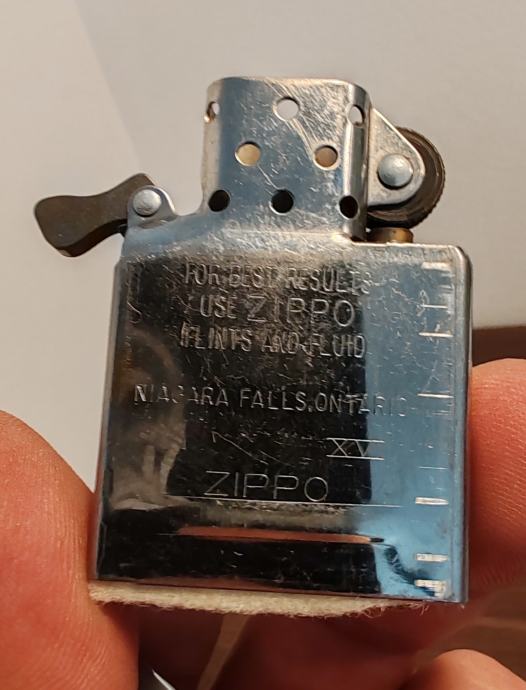 FOR BEST RESULTS
USE ZIPPO
FLINTS AND FLUID
NIAGARA FALLS, ONTARIO
XV
ZIPPO